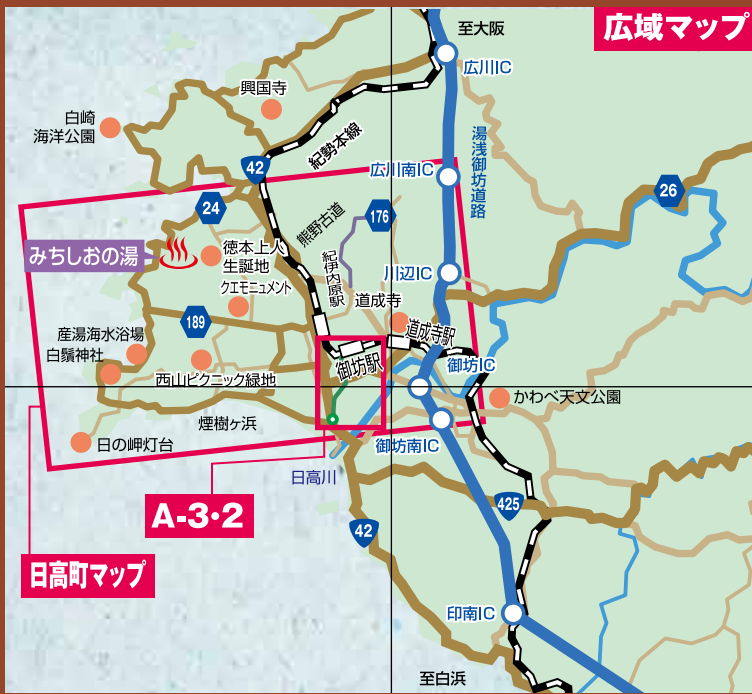 広域マップ
至大阪
広川IC
興国寺
白崎
海洋公園
紀勢本線
湯浅御坊道路
42
広川南IC
26
24
176
熊野古道
みちしおの湯
徳本上人
生誕地
紀伊内原駅
川辺IC
クエモニュメント
道成寺
189
道成寺駅
産湯海水浴場
白鬚神社
御坊駅
御坊IC
西山ピクニック緑地
かわべ天文公園
煙樹ヶ浜
日の岬灯台
御坊南IC
日高川
A-3・2
425
42
日高町マップ
印南IC
至白浜